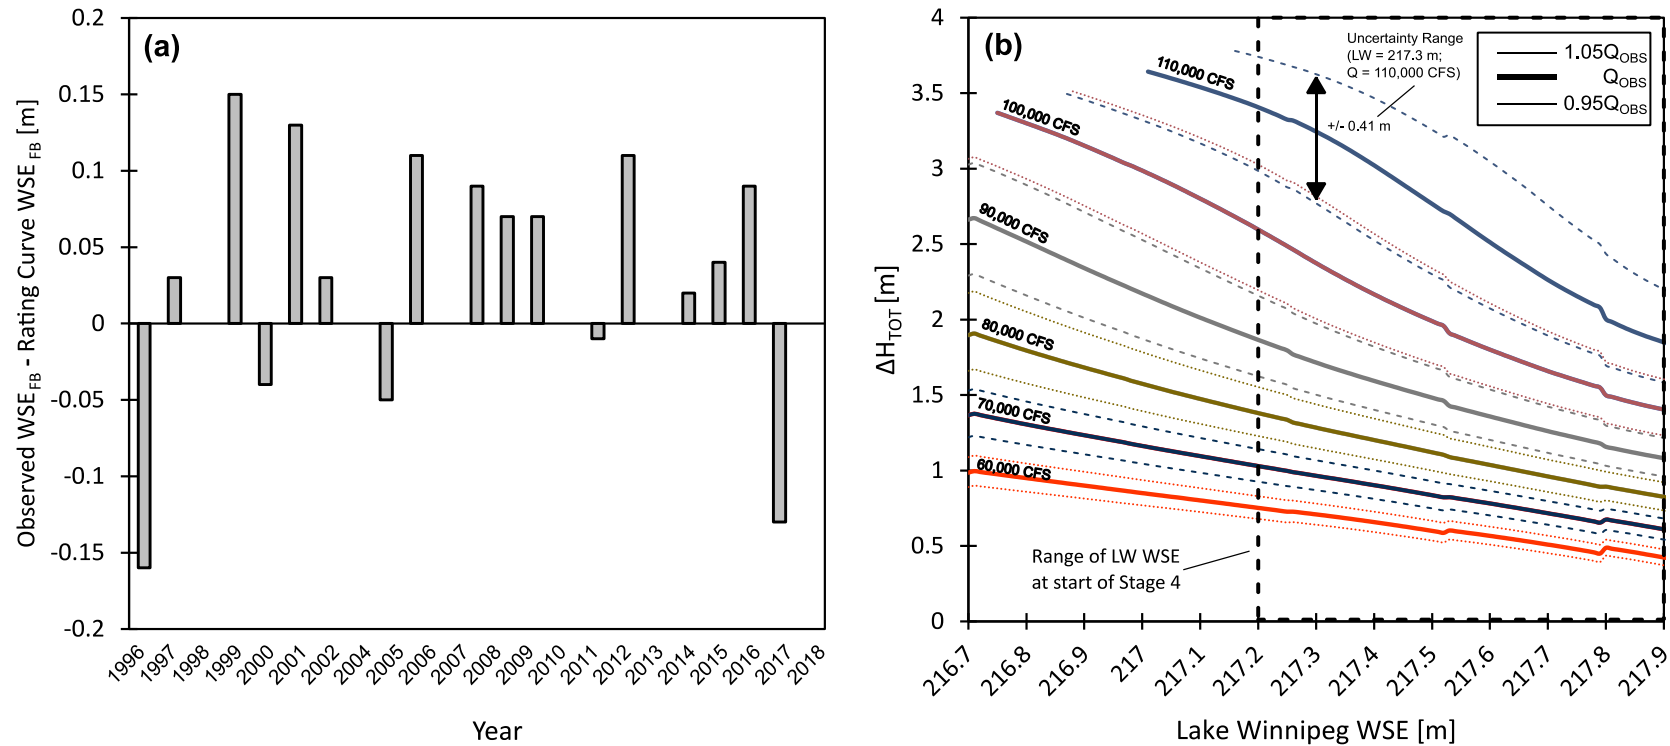 (a)
0.2
0.15
0.1
0.05
0
-0.05
-0.1
-0.15
-0.2
Observed WSE_FB - Rating Curve WSE_FB [m]
1996
1997
1998
1999
2000
2001
2002
2004
2005
2006
2007
2008
2009
2010
2011
2012
2013
2014
2015
2016
2017
2018
Year
(b)
4
3.5
3
2.5
2
1.5
1
0.5
0
ΔH_TOT [m]
110,000 CFS
100,000 CFS
90,000 CFS
80,000 CFS
70,000 CFS
60,000 CFS
Uncertainty Range
(LW = 217.3 m;
Q = 110,000 CFS)
+/- 0.41 m
1.05Q_OBS
Q_OBS
0.95Q_OBS
Range of LW WSE
at start of Stage 4
216.7
216.8
216.9
217
217.1
217.2
217.3
217.4
217.5
217.6
217.7
217.8
217.9
Lake Winnipeg WSE [m]